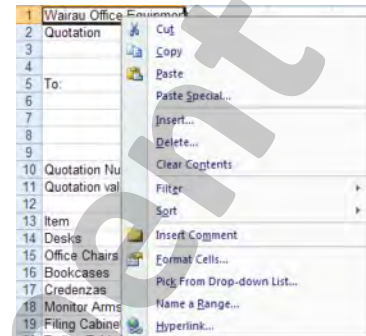 1 Wairau Office Equipment
2 Quotation
3
4
5 To:
6
7
8
9
10 Quotation Nu
11 Quotation val
12
13 Item
14 Desks
15 Office Chairs
16 Bookcases
17 Credenzas
18 Monitor Arms
19 Filing Cabine
Cut
Copy
Paste
Paste Special...
Insert...
Delete...
Clear Contents
Filter
Sort
Insert Comment
Format Cells...
Pick From Drop-down List...
Name a Range...
Hyperlink...